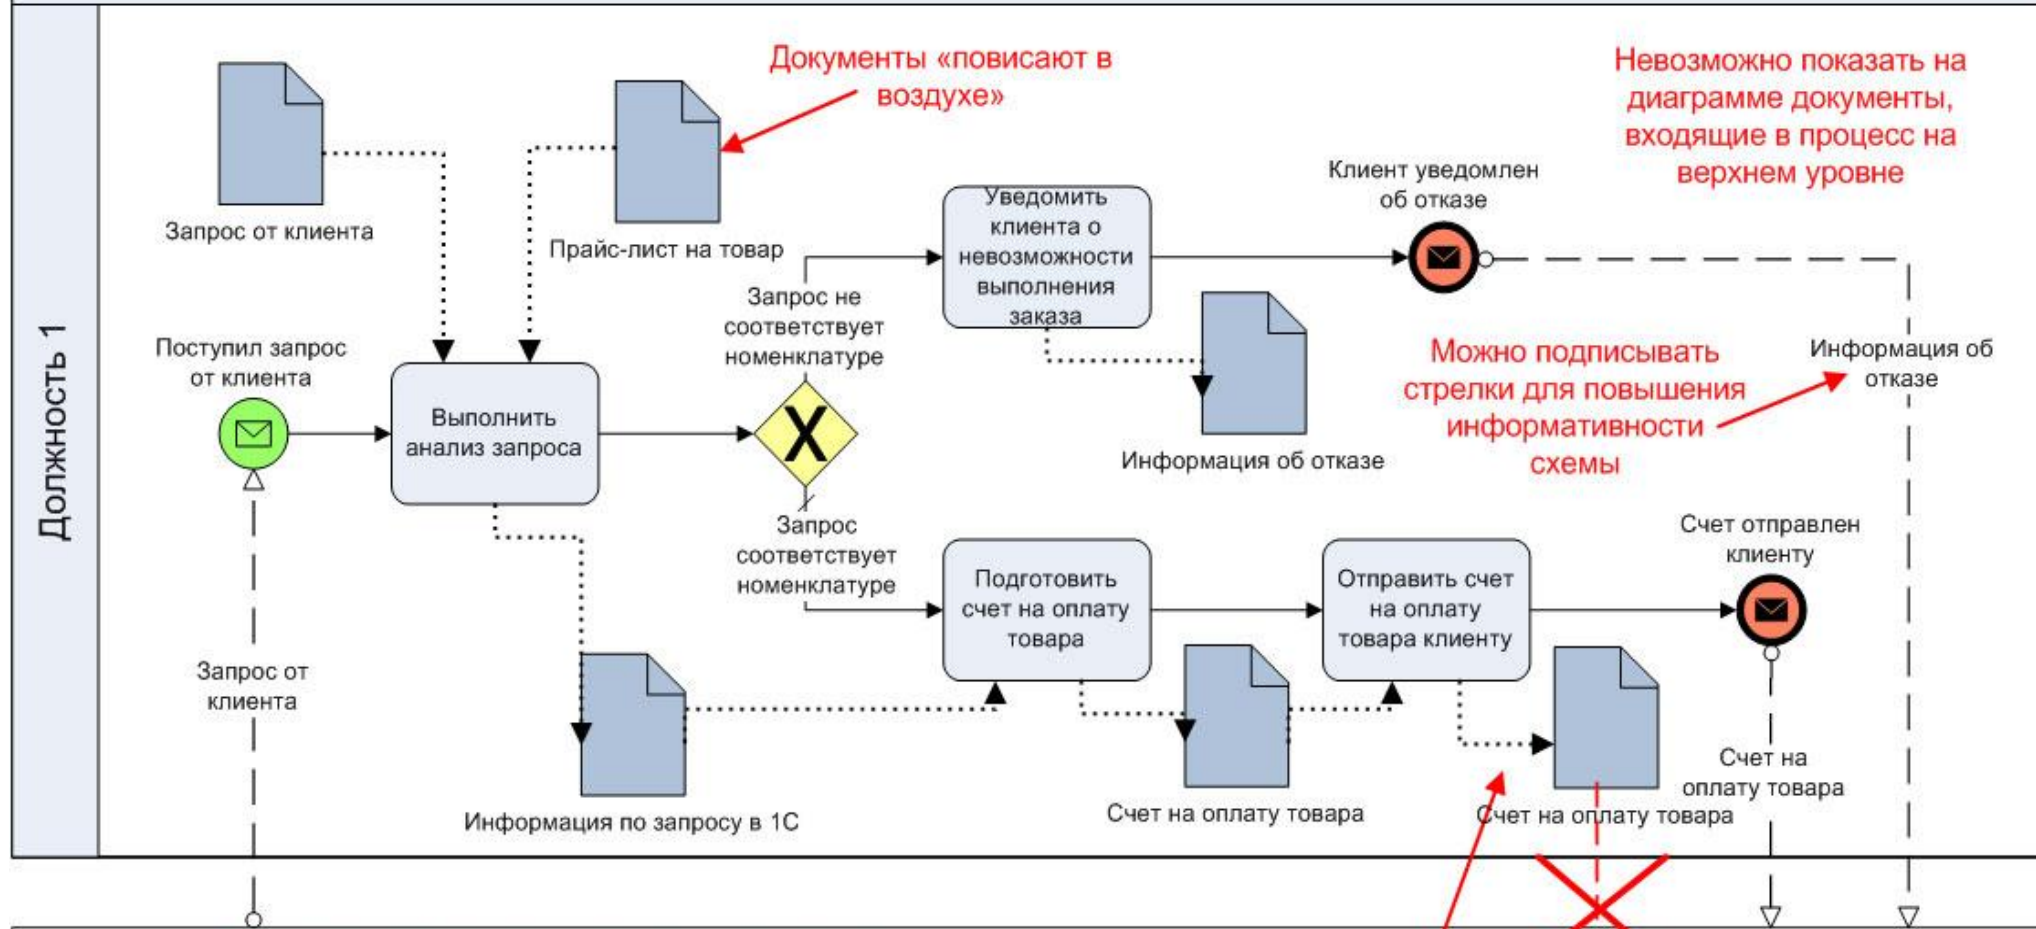 Должность 1
Документы «повисают в
воздухе»
Невозможно показать на
диаграмме документы,
входящие в процесс на
верхнем уровне
Запрос от клиента
Прайс-лист на товар
Клиент уведомлен
об отказе
Уведомить
клиента о
невозможности
выполнения
заказа
Запрос не
соответствует
номенклатуре
Поступил запрос
от клиента
Выполнить
анализ запроса
Х
Информация об отказе
Можно подписывать
стрелки для повышения
информативности
схемы
Информация об
отказе
Запрос
соответствует
номенклатуре
Подготовить
счет на оплату
товара
Отправить счет
на оплату
товара клиенту
Счет отправлен
клиенту
Запрос от
клиента
Информация по запросу в 1С
Счет на оплату товара
Счет на оплату товара
Счет на
оплату товара